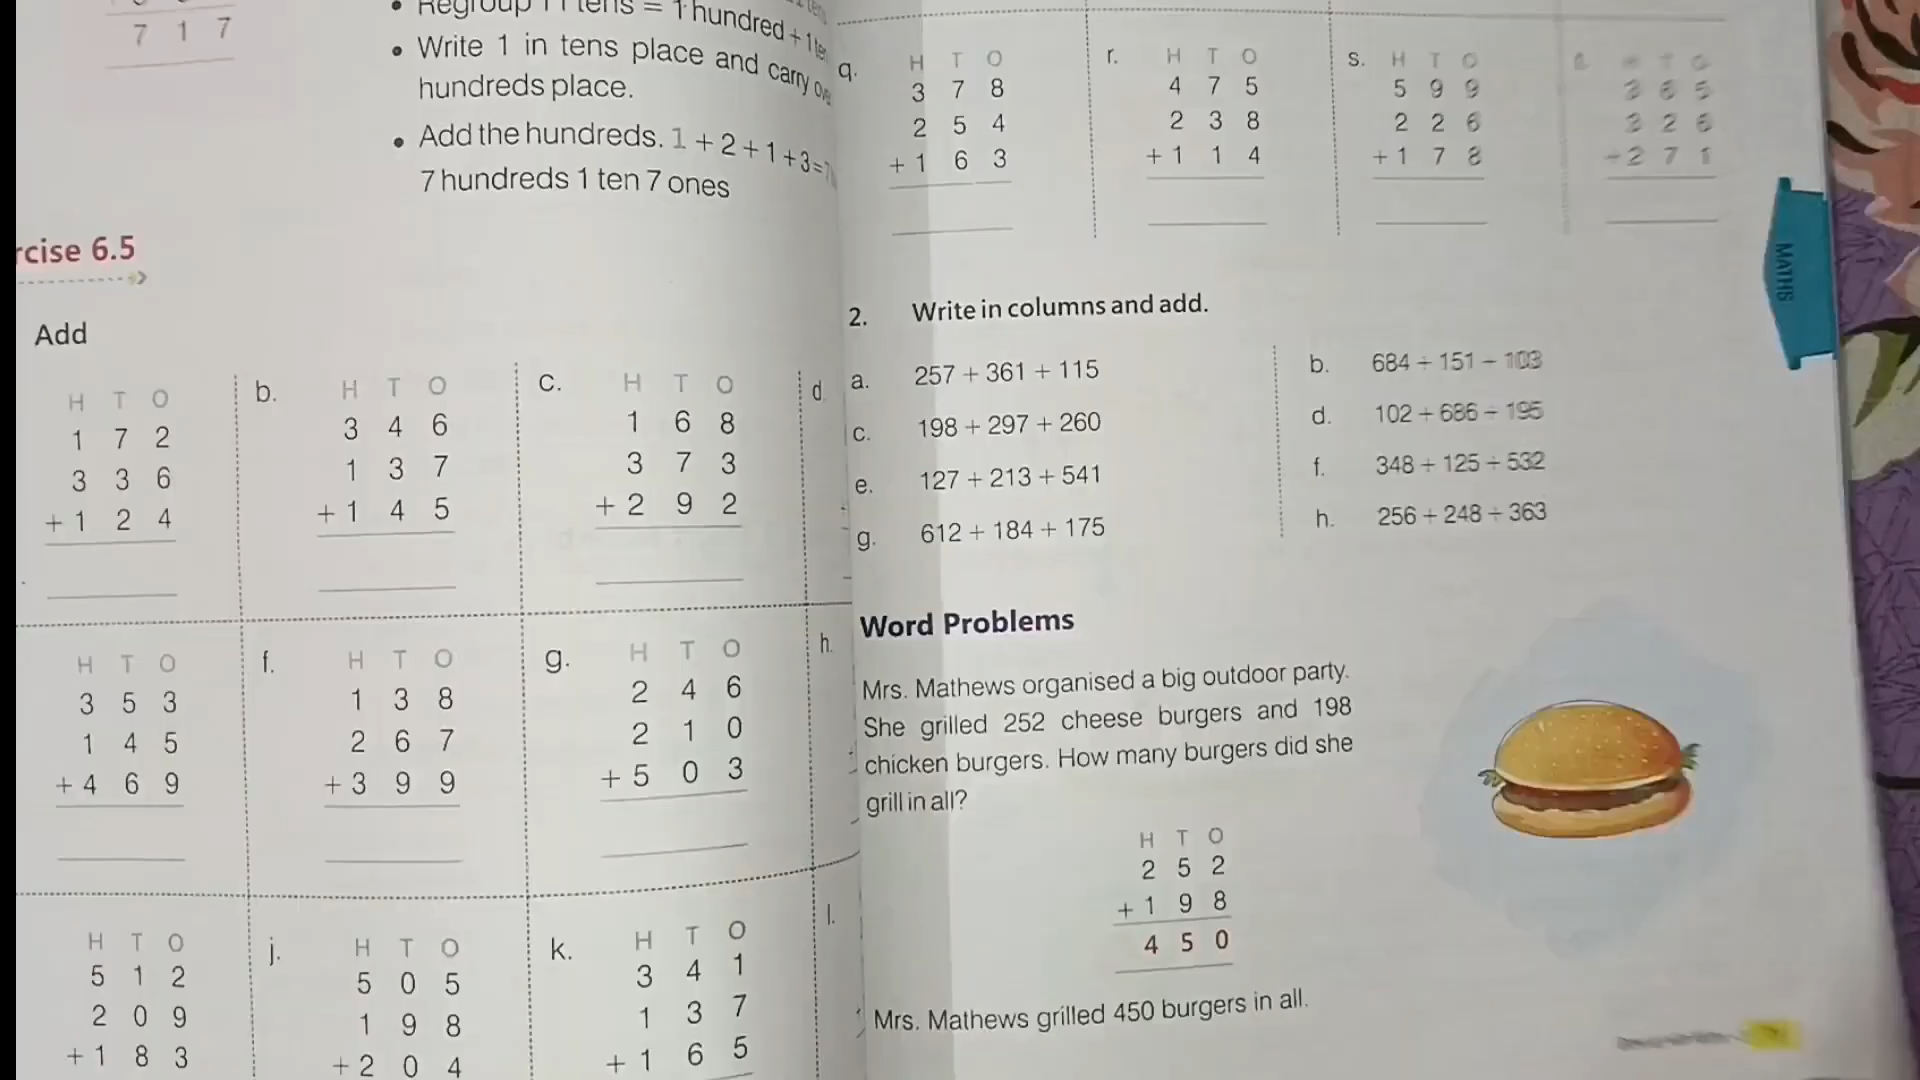 7 1 7
• Regroup 11 tens = 1 hundred + 1 ten
• Write 1 in tens place and carry
hundreds place.
• Add the hundreds. 1 + 2 + 1 + 3 = 7
7 hundreds 1 ten 7 ones
rcise 6.5
Add
H T O
1 7 2
3 3 6
+ 1 2 4
b.
H T O
3 4 6
1 3 7
+ 1 4 5
c.
H T O
1 6 8
3 7 3
+ 2 9 2
d.
H T O
3 5 3
1 4 5
+ 4 6 9
f.
H T O
1 3 8
2 6 7
+ 3 9 9
g.
H T O
2 4 6
2 1 0
+ 5 0 3
h.
H T O
5 1 2
2 0 9
+ 1 8 3
j.
H T O
5 0 5
1 9 8
+ 2 0 4
k.
H T O
3 4 1
1 3 7
+ 1 6 5
l.
q.
H T O
3 7 8
2 5 4
+ 1 6 3
r.
H T O
4 7 5
2 3 8
+ 1 1 4
s.
H T O
5 9 9
2 2 6
+ 1 7 8
H T O
3 6 5
3 2 6
+ 2 7 1
MATHS
2. Write in columns and add.
a. 257 + 361 + 115
b. 684 + 151 + 103
c. 198 + 297 + 260
d. 102 + 686 + 195
e. 127 + 213 + 541
f. 348 + 125 + 532
g. 612 + 184 + 175
h. 256 + 248 + 363
Word Problems
Mrs. Mathews organised a big outdoor party.
She grilled 252 cheese burgers and 198
chicken burgers. How many burgers did she
grill in all?
H T O
2 5 2
+ 1 9 8
4 5 0
Mrs. Mathews grilled 450 burgers in all.